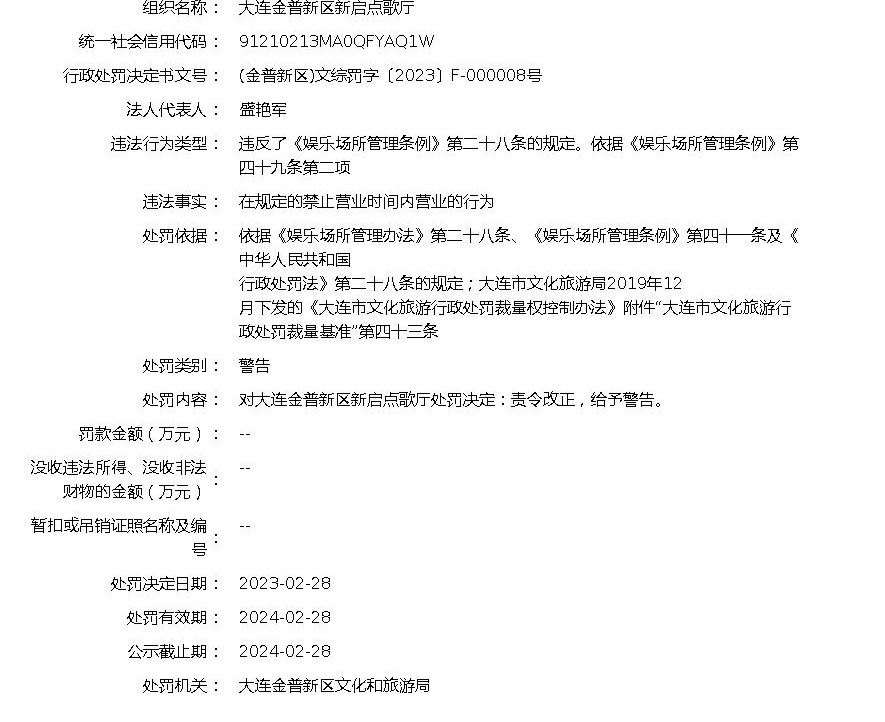 组织名称： 大连金普新区新启点歌厅
统一社会信用代码： 91210213MA0QFYAQ1W
行政处罚决定书文号： (金普新区)文综罚字〔2023〕F-000008号
法人代表人： 盛艳军
违法行为类型： 违反了《娱乐场所管理条例》第二十八条的规定。依据《娱乐场所管理条例》第
四十九条第二项
违法事实： 在规定的禁止营业时间内营业的行为
处罚依据： 依据《娱乐场所管理办法》第二十八条、《娱乐场所管理条例》第四十一条及《
中华人民共和国
行政处罚法》第二十八条的规定；大连市文化旅游局2019年12
月下发的《大连市文化旅游行政处罚裁量权控制办法》附件“大连市文化旅游行
政处罚裁量基准”第四十三条
处罚类别： 警告
处罚内容： 对大连金普新区新启点歌厅处罚决定：责令改正，给予警告。
罚款金额（万元）： --
没收违法所得、没收非法
财物的金额（万元）： --
暂扣或吊销证照名称及编
号： --
处罚决定日期： 2023-02-28
处罚有效期： 2024-02-28
公示截止期： 2024-02-28
处罚机关： 大连金普新区文化和旅游局